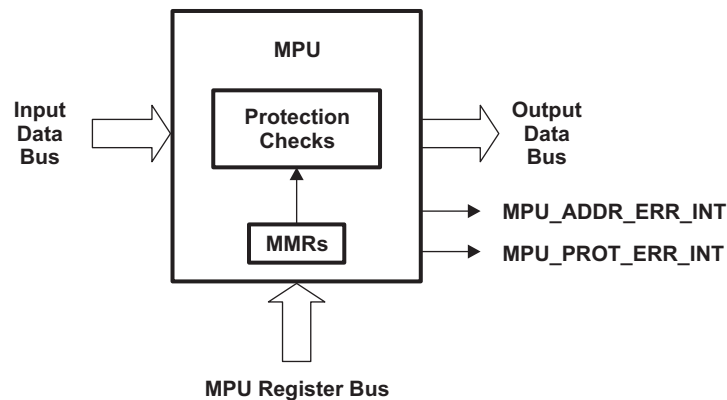 MPU
Input
Data
Bus
Protection
Checks
Output
Data
Bus
MPU_ADDR_ERR_INT
MMRs
MPU_PROT_ERR_INT
MPU Register Bus